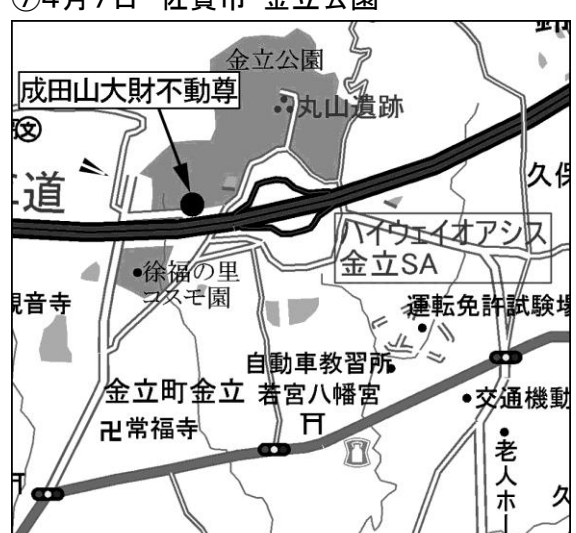 ⑦4月7日 佐賀市 金立公園
金立公園
成田山大財不動尊
丸山遺跡
道
久保
ハイウェイオアシス
金立SA
徐福の里
コスモ園
観音寺
運転免許試験場
自動車教習所
金立町金立
若宮八幡宮
常福寺
交通機動
老人ホー
久